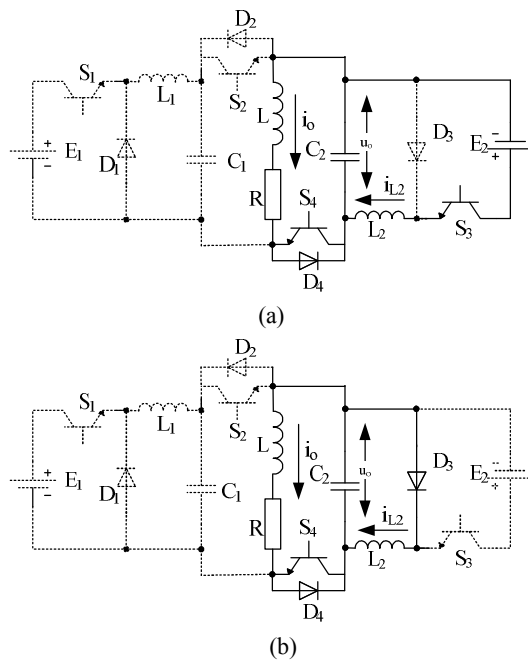 D2
S1
L1
S2
L
io
E1
D1
C1
C2
uo
D3
E2
iL2
R
S4
L2
S3
D4
(a)
D2
S1
L1
S2
L
io
E1
D1
C1
C2
uo
D3
E2
iL2
R
S4
L2
S3
D4
(b)